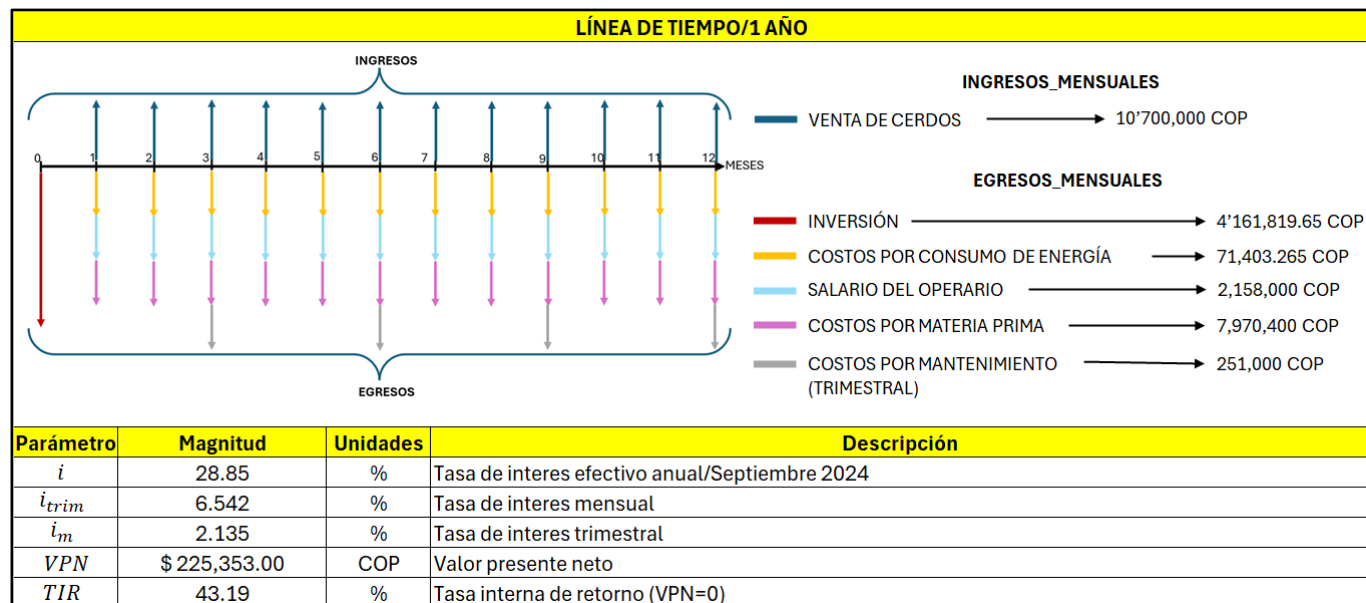 LÍNEA DE TIEMPO/1 AÑO
INGRESOS
0 1 2 3 4 5 6 7 8 9 10 11 12 MESES
EGRESOS
INGRESOS_MENSUALES
VENTA DE CERDOS 10’700,000 COP
EGRESOS_MENSUALES
INVERSIÓN 4’161,819.65 COP
COSTOS POR CONSUMO DE ENERGÍA 71,403.265 COP
SALARIO DEL OPERARIO 2,158,000 COP
COSTOS POR MATERIA PRIMA 7,970,400 COP
COSTOS POR MANTENIMIENTO 251,000 COP
(TRIMESTRAL)
Parámetro Magnitud Unidades Descripción
i 28.85 % Tasa de interes efectivo anual/Septiembre 2024
i_trim 6.542 % Tasa de interes mensual
i_m 2.135 % Tasa de interes trimestral
VPN $ 225,353.00 COP Valor presente neto
TIR 43.19 % Tasa interna de retorno (VPN=0)